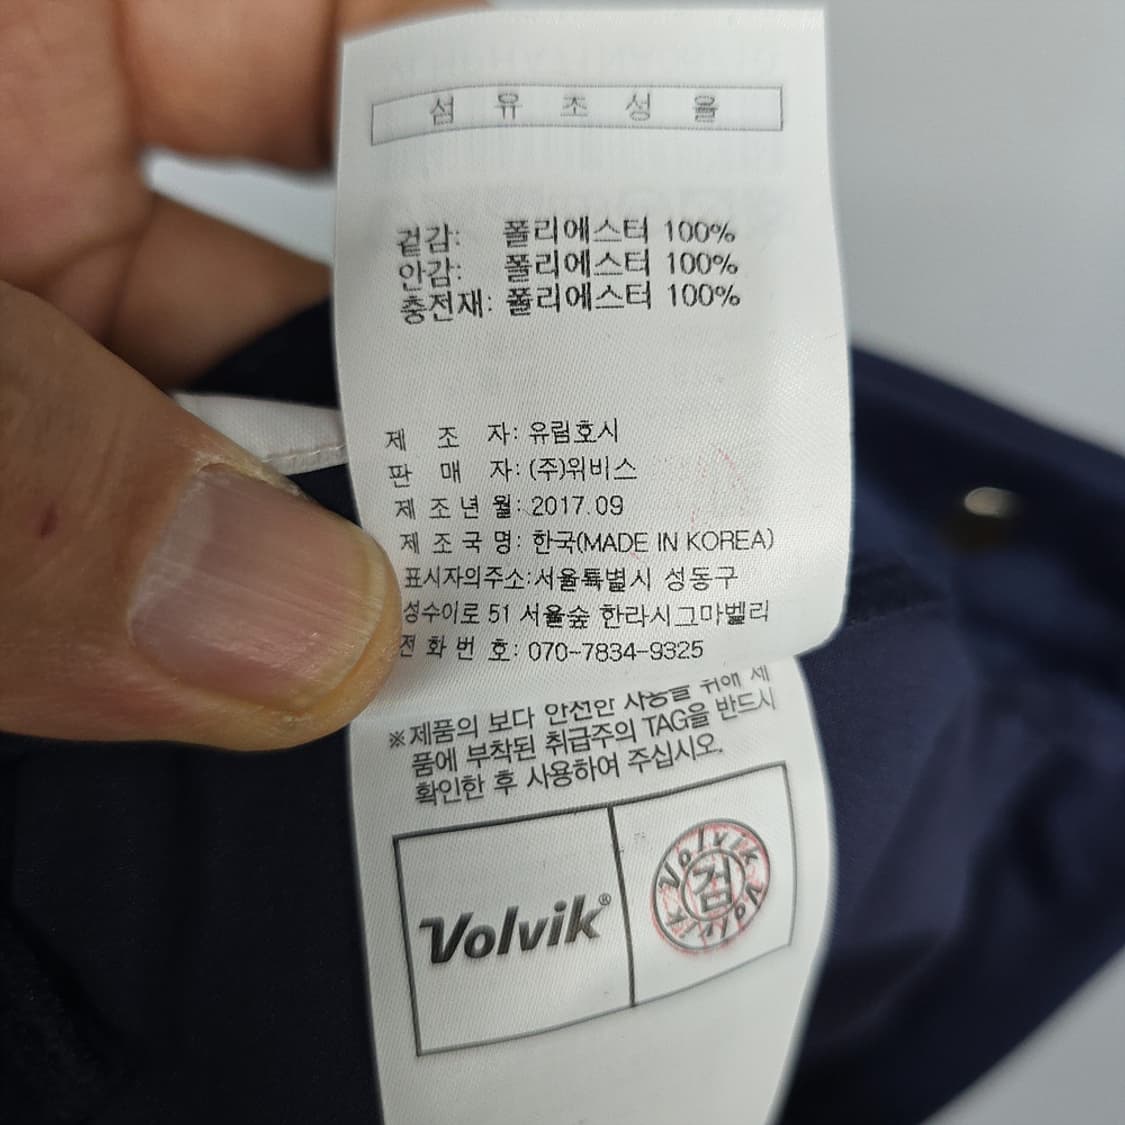 섬 유 조 성 율
겉감: 폴리에스터 100%
안감: 폴리에스터 100%
충전재: 폴리에스터 100%
제 조 자: 유림호시
판 매 자: (주)위비스
제 조 년 월: 2017.09
제 조 국 명: 한국(MADE IN KOREA)
표시자의주소:서울특별시 성동구
성수이로 51 서울숲 한라시그마밸리
전 화 번 호: 070-7834-9325
※제품의 보다 안전한 사용을 위해 제
품에 부착된 취급주의 TAG을 반드시
확인한 후 사용하여 주십시오.
Volvik®
Volvik Volvik
검